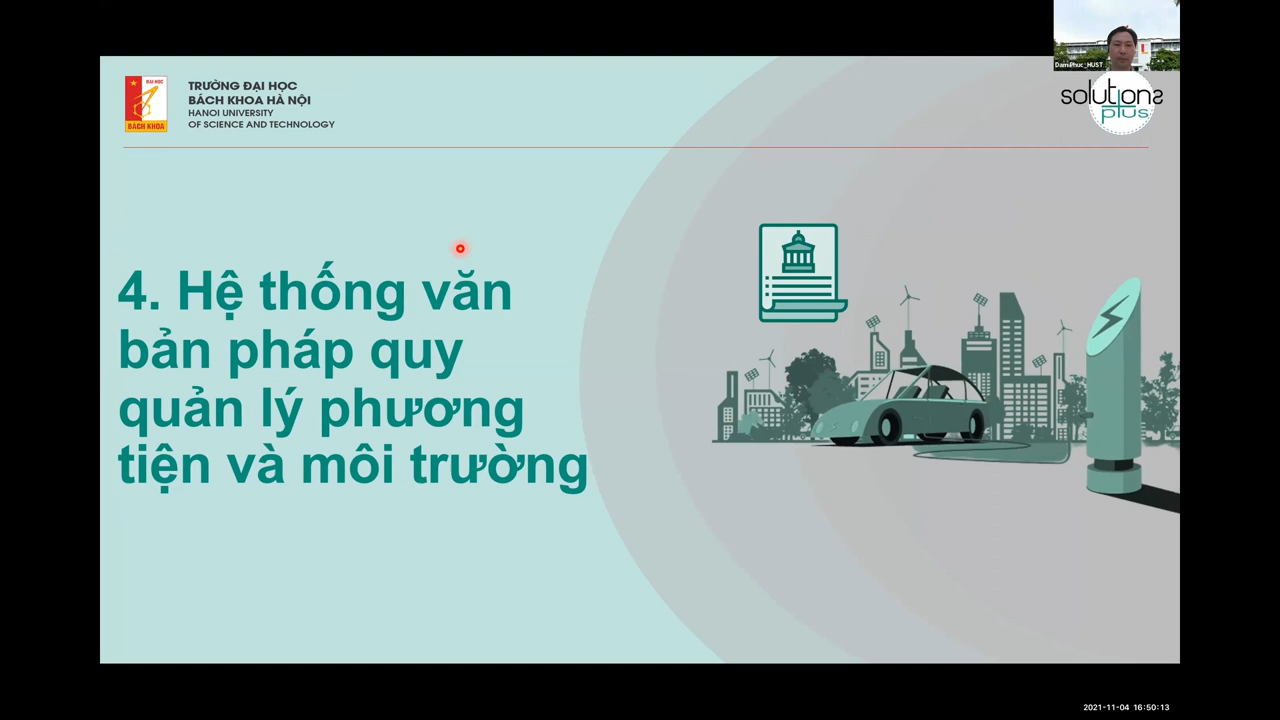 Dam Phuc_HUST
TRƯỜNG ĐẠI HỌC
BÁCH KHOA HÀ NỘI
HANOI UNIVERSITY
OF SCIENCE AND TECHNOLOGY
ĐẠI HỌC
BÁCH KHOA
solutions
plus
4. Hệ thống văn
bản pháp quy
quản lý phương
tiện và môi trường
2021-11-04 16:50:13